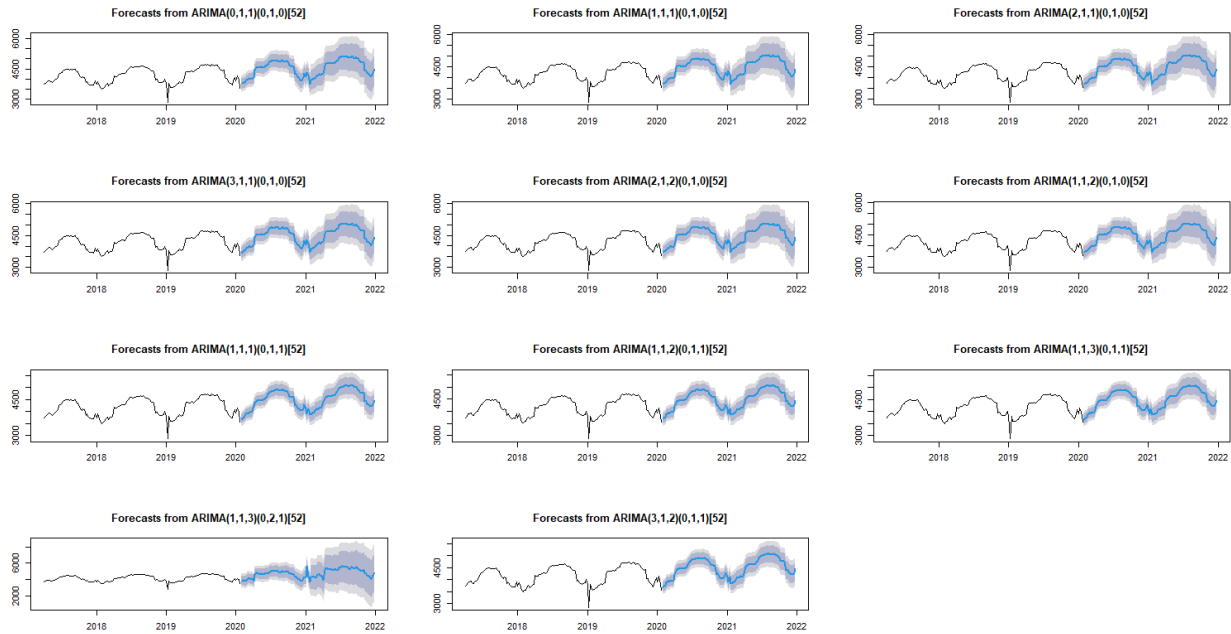 Forecasts from ARIMA(0,1,1)(0,1,0)[52]
6000
4500
3000
2018 2019 2020 2021 2022
Forecasts from ARIMA(1,1,1)(0,1,0)[52]
6000
4500
3000
2018 2019 2020 2021 2022
Forecasts from ARIMA(2,1,1)(0,1,0)[52]
6000
4500
3000
2018 2019 2020 2021 2022
Forecasts from ARIMA(3,1,1)(0,1,0)[52]
6000
4500
3000
2018 2019 2020 2021 2022
Forecasts from ARIMA(2,1,2)(0,1,0)[52]
6000
4500
3000
2018 2019 2020 2021 2022
Forecasts from ARIMA(1,1,2)(0,1,0)[52]
6000
4500
3000
2018 2019 2020 2021 2022
Forecasts from ARIMA(1,1,1)(0,1,1)[52]
4500
3000
2018 2019 2020 2021 2022
Forecasts from ARIMA(1,1,2)(0,1,1)[52]
4500
3000
2018 2019 2020 2021 2022
Forecasts from ARIMA(1,1,3)(0,1,1)[52]
4500
3000
2018 2019 2020 2021 2022
Forecasts from ARIMA(1,1,3)(0,2,1)[52]
6000
2000
2018 2019 2020 2021 2022
Forecasts from ARIMA(3,1,2)(0,1,1)[52]
4500
3000
2018 2019 2020 2021 2022